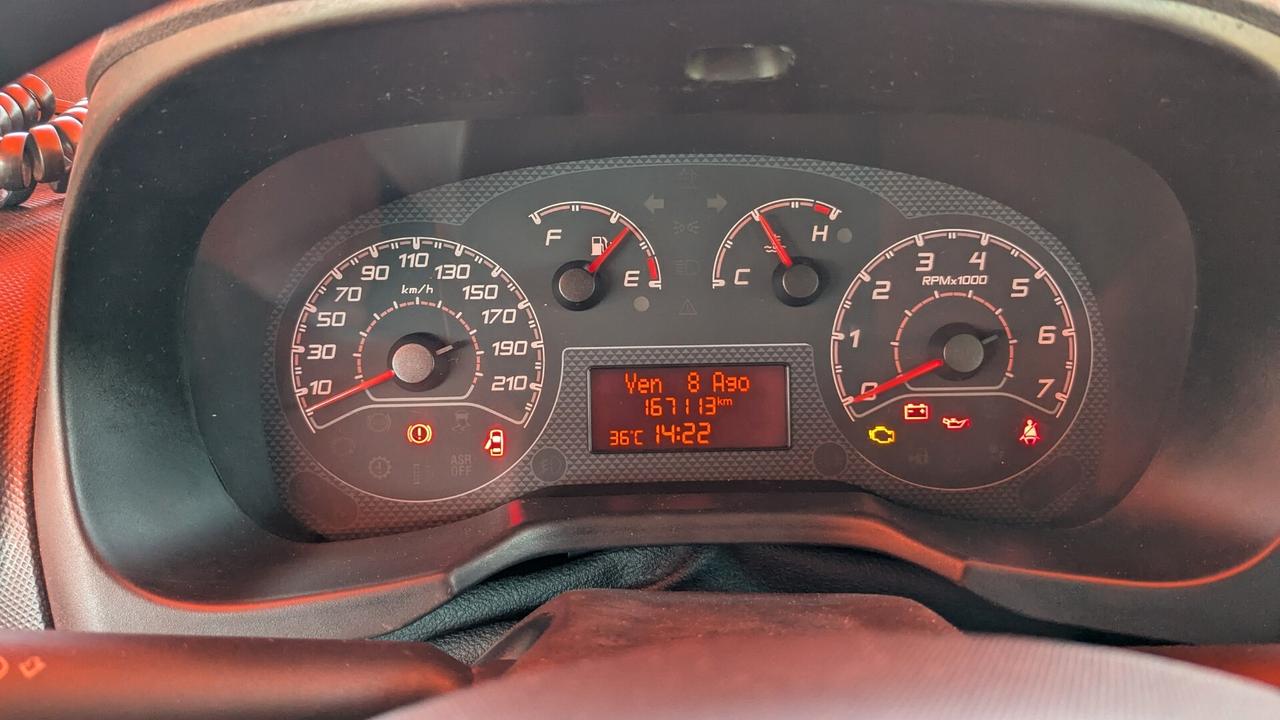 110
90 130
70 km/h 150
50 170
30 190
10 210
ASR
OFF
F
E
C
H
Ven 8 Ago
167113km
36°C 14:22
3 4
2 RPMx1000 5
1 6
0 7